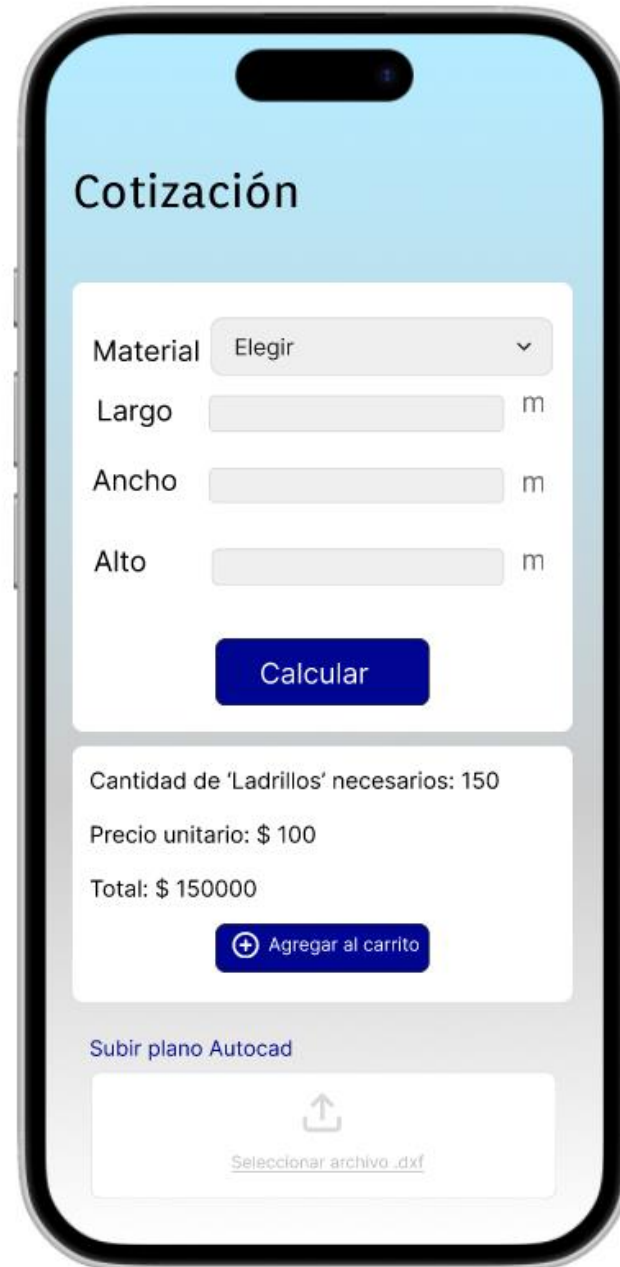 Cotización
Material Elegir
Largo m
Ancho m
Alto m
Calcular
Cantidad de ‘Ladrillos’ necesarios: 150
Precio unitario: $ 100
Total: $ 150000
Agregar al carrito
Subir plano Autocad
Seleccionar archivo .dxf